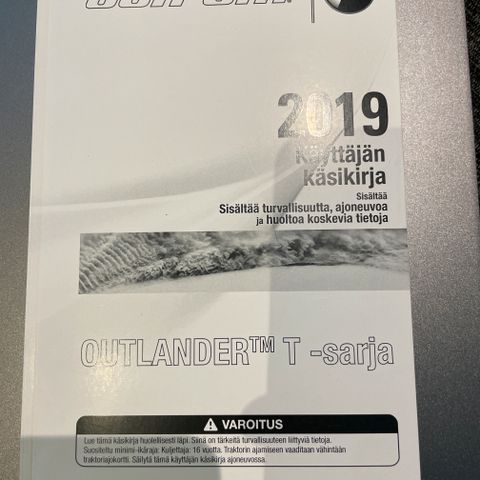 2019
Käyttäjän
käsikirja
Sisältää
Sisältää turvallisuutta, ajoneuvoa
ja huoltoa koskevia tietoja
OUTLANDER™ T -sarja
VAROITUS
Lue tämä käsikirja huolellisesti läpi. Siinä on tärkeitä turvallisuuteen liittyviä tietoja.
Suositeltu minimi-ikäraja: Kuljettaja: 16 vuotta. Traktorin ajamiseen vaaditaan vähintään
traktoriajokortti. Säilytä tämä käyttäjän käsikirja ajoneuvossa.